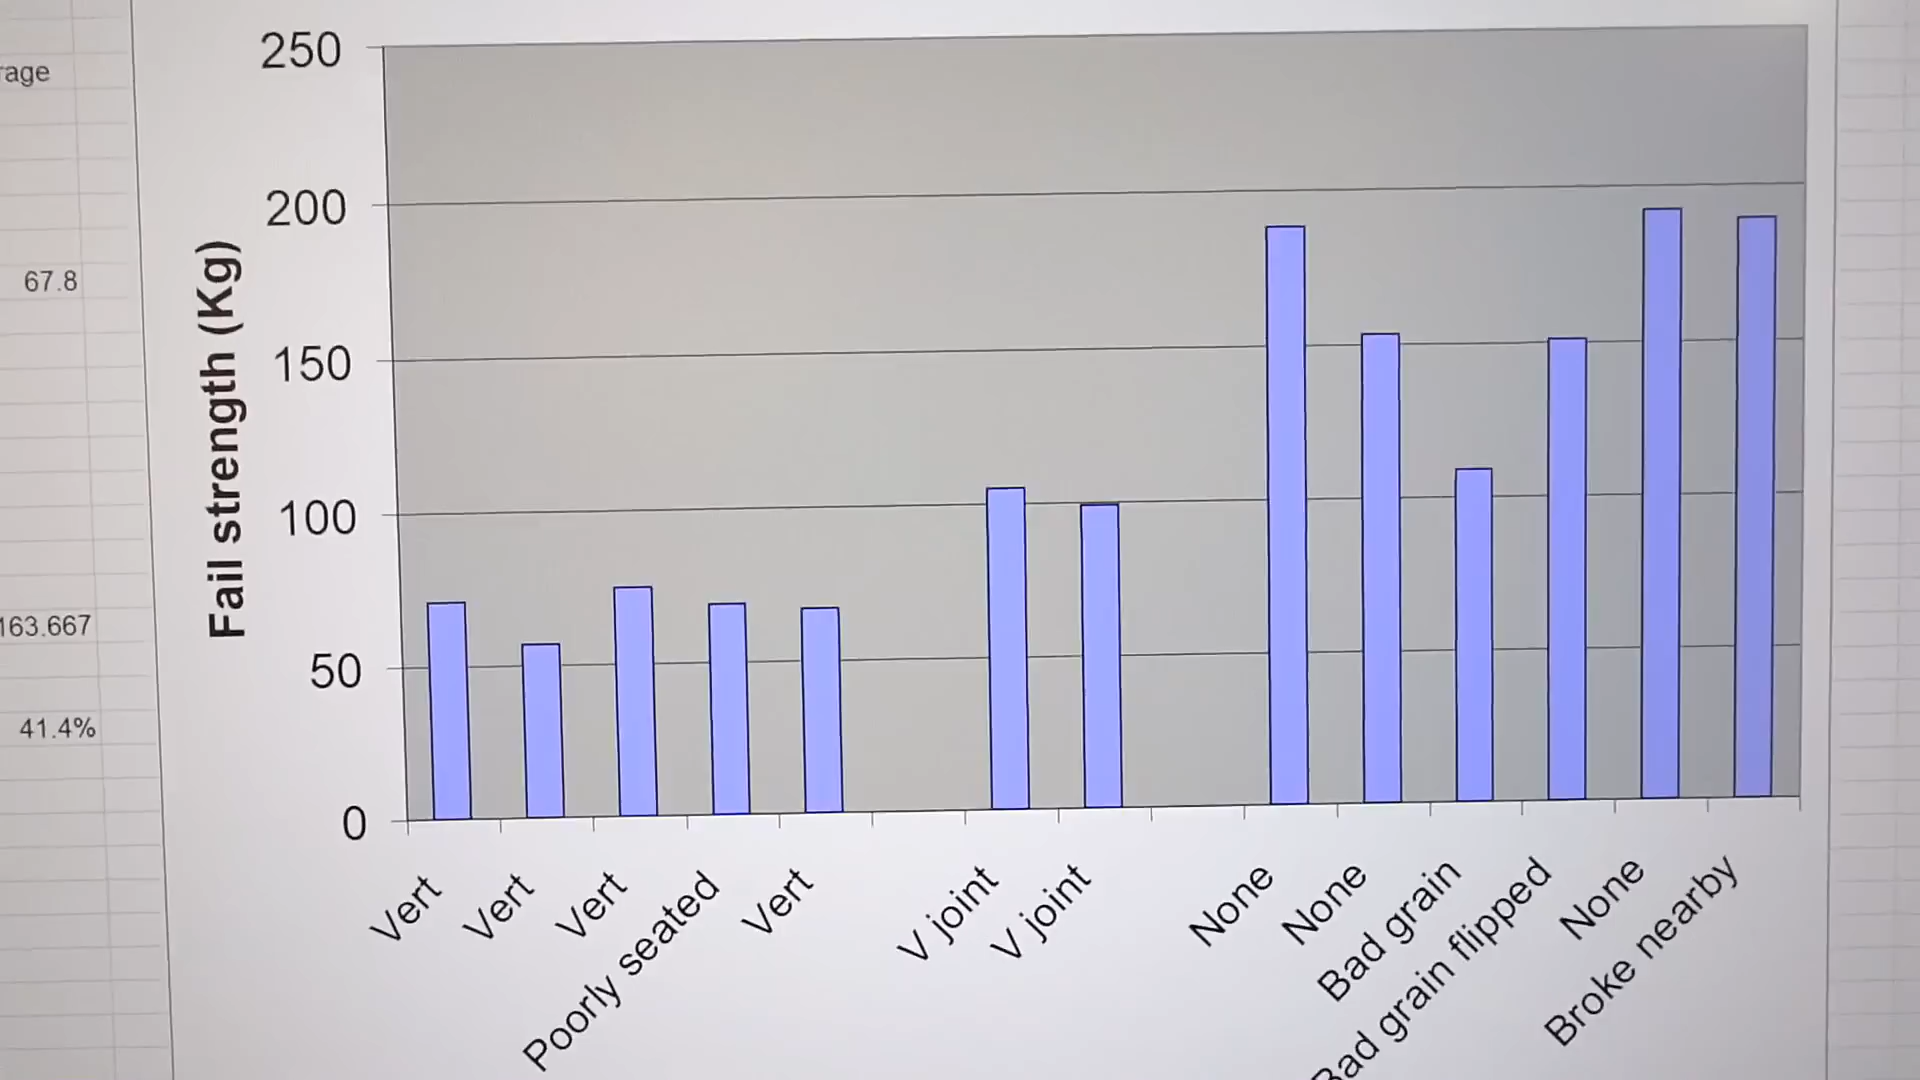 rage
67.8
163.667
41.4%
Fail strength (Kg)
250
200
150
100
50
0
Vert
Vert
Vert
Poorly seated
Vert
V joint
V joint
None
None
Bad grain
Bad grain flipped
None
Broke nearby